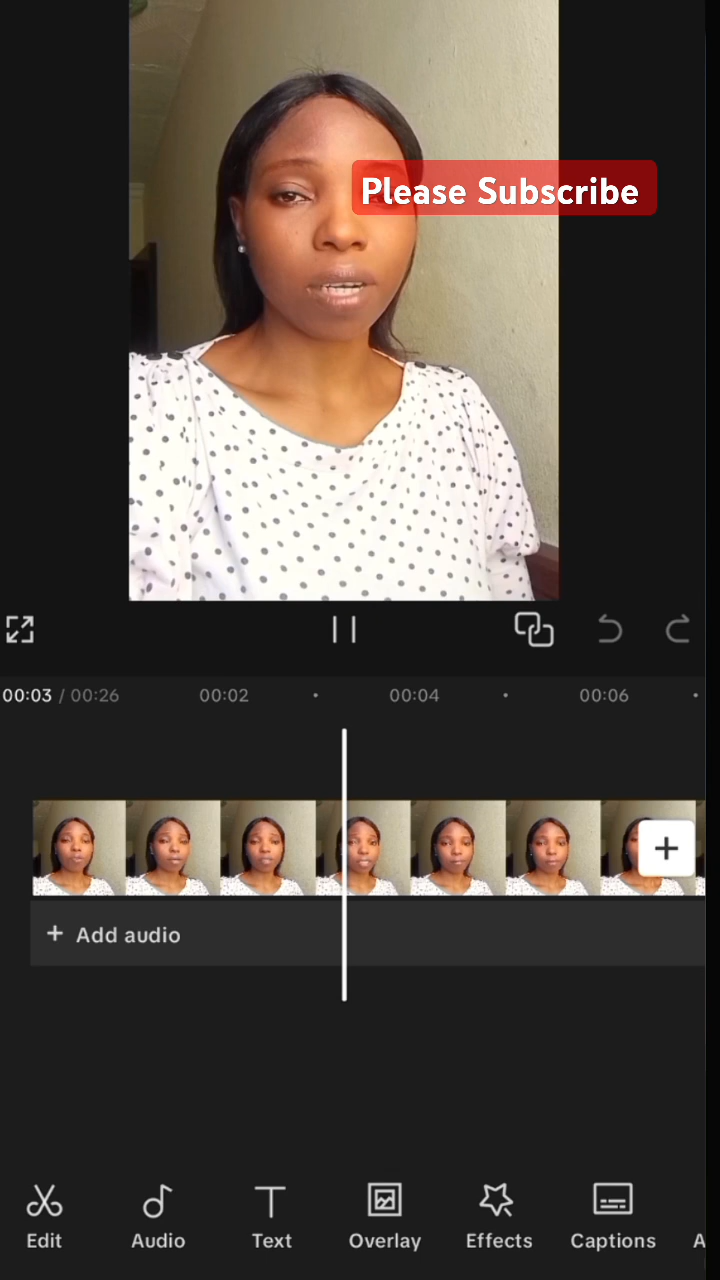 Please Subscribe
00:03 / 00:26 00:02 00:04 00:06
+ Add audio
Edit Audio Text Overlay Effects Captions A